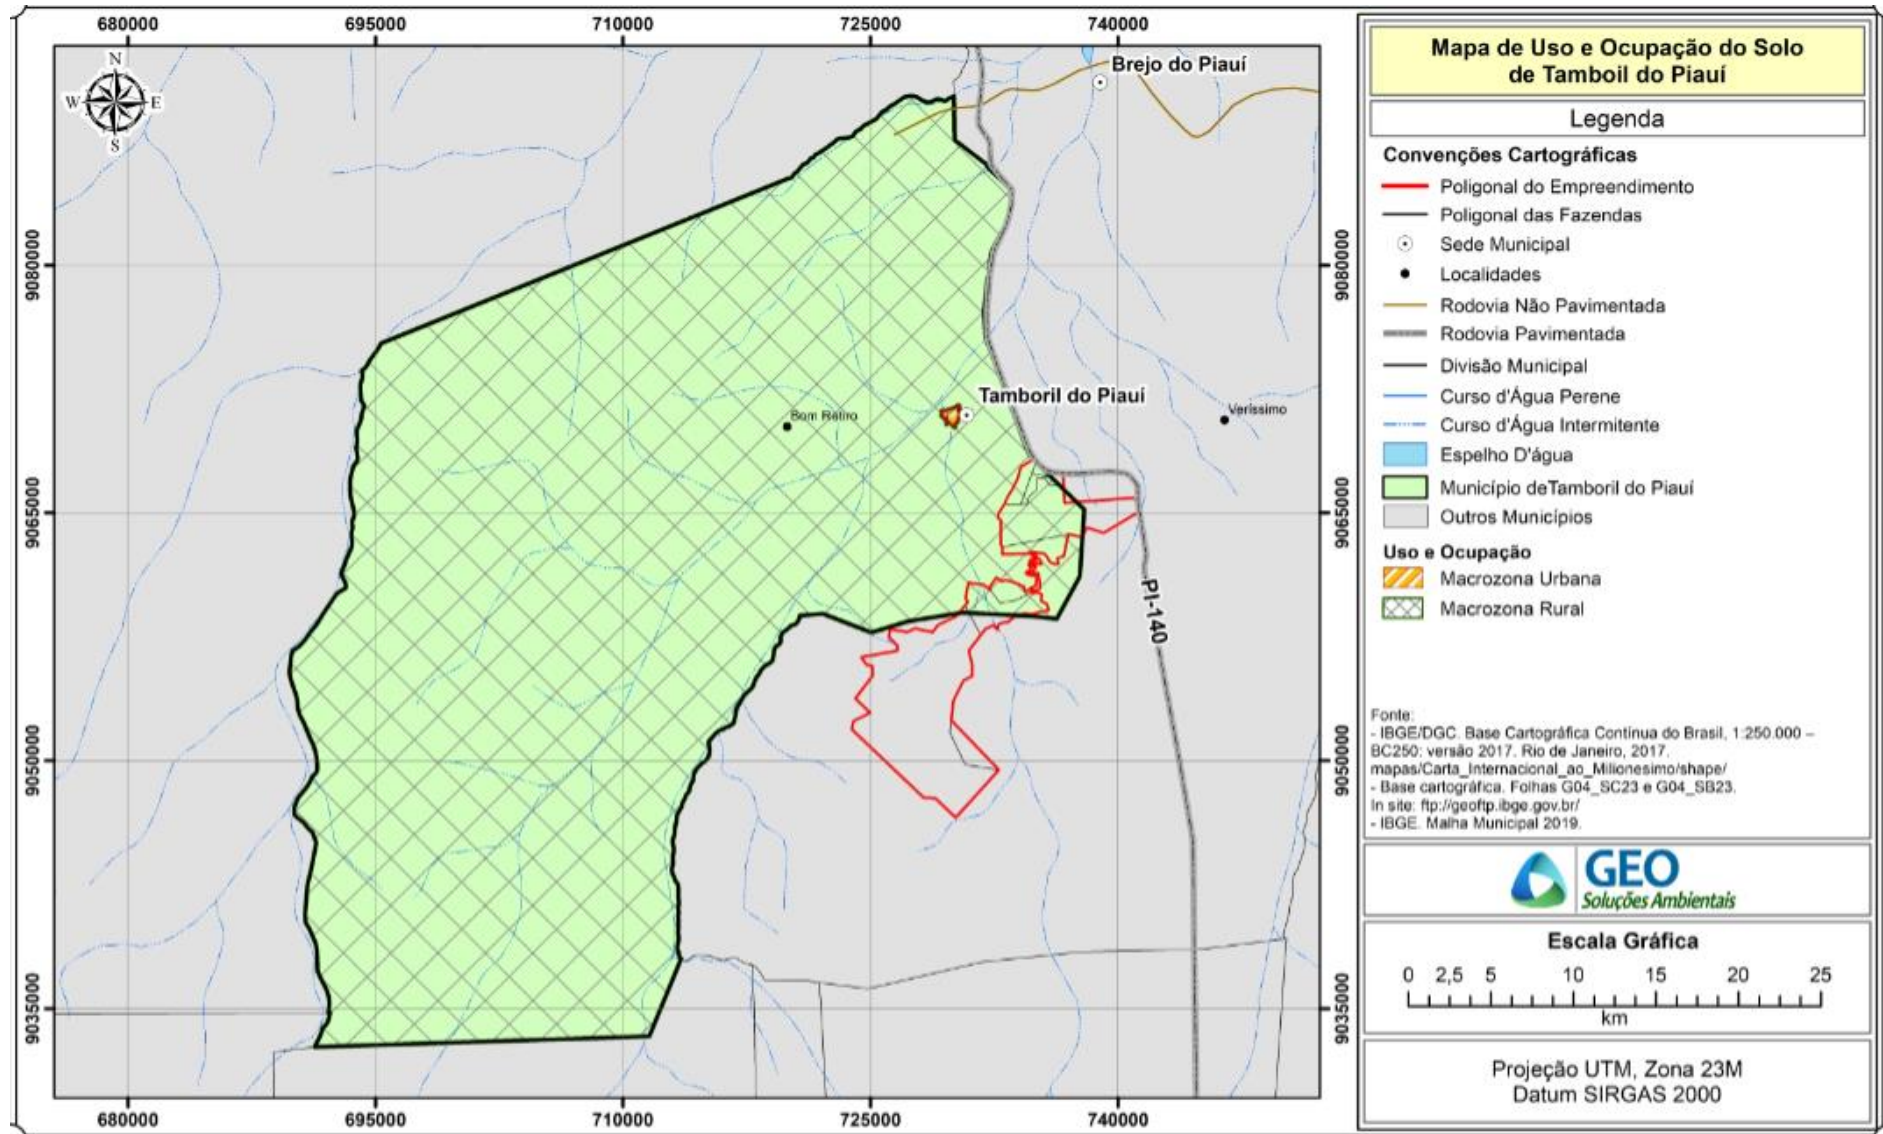 680000 695000 710000 725000 740000
N
W E
S
Brejo do Piauí
9080000 9080000
Tamboril do Piauí
Bom Retiro
Veríssimo
9065000 9065000
PI-140
9050000 9050000
9035000 9035000
680000 695000 710000 725000 740000
Mapa de Uso e Ocupação do Solo
de Tamboil do Piauí
Legenda
Convenções Cartográficas
Poligonal do Empreendimento
Poligonal das Fazendas
Sede Municipal
Localidades
Rodovia Não Pavimentada
Rodovia Pavimentada
Divisão Municipal
Curso d'Água Perene
Curso d'Água Intermitente
Espelho D'água
Município deTamboril do Piauí
Outros Municípios
Uso e Ocupação
Macrozona Urbana
Macrozona Rural
Fonte:
- IBGE/DGC. Base Cartográfica Contínua do Brasil, 1:250.000 –
BC250: versão 2017. Rio de Janeiro, 2017.
mapas/Carta_Internacional_ao_Milionesimo/shape/
- Base cartográfica. Folhas G04_SC23 e G04_SB23.
In site: ftp://geoftp.ibge.gov.br/
- IBGE. Malha Municipal 2019.
GEO
Soluções Ambientais
Escala Gráfica
0 2,5 5 10 15 20 25
km
Projeção UTM, Zona 23M
Datum SIRGAS 2000